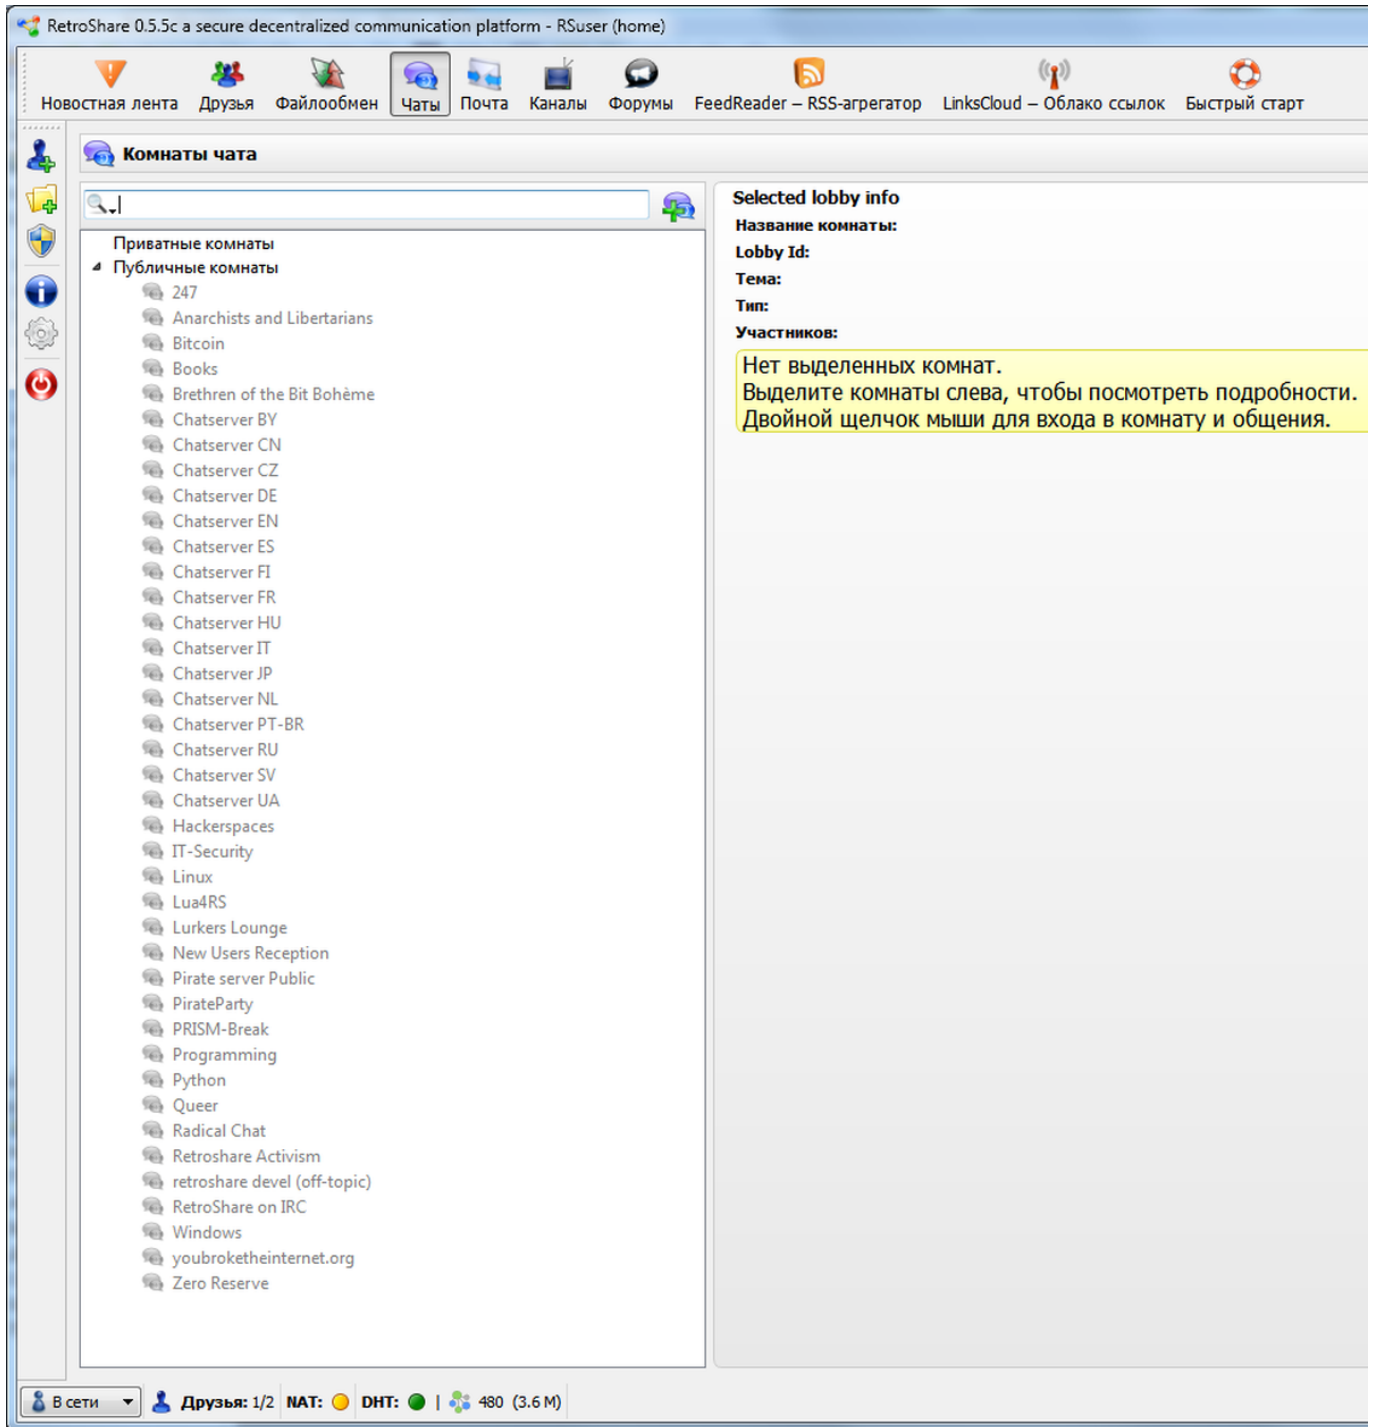 RetroShare 0.5.5c a secure decentralized communication platform - RSuser (home)
Новостная лента Друзья Файлообмен Чаты Почта Каналы Форумы FeedReader – RSS-агрегатор LinksCloud – Облако ссылок Быстрый старт
Комнаты чата
Приватные комнаты
Публичные комнаты
247
Anarchists and Libertarians
Bitcoin
Books
Brethren of the Bit Bohème
Chatserver BY
Chatserver CN
Chatserver CZ
Chatserver DE
Chatserver EN
Chatserver ES
Chatserver FI
Chatserver FR
Chatserver HU
Chatserver IT
Chatserver JP
Chatserver NL
Chatserver PT-BR
Chatserver RU
Chatserver SV
Chatserver UA
Hackerspaces
IT-Security
Linux
Lua4RS
Lurkers Lounge
New Users Reception
Pirate server Public
PirateParty
PRISM-Break
Programming
Python
Queer
Radical Chat
Retroshare Activism
retroshare devel (off-topic)
RetroShare on IRC
Windows
youbroketheinternet.org
Zero Reserve
Selected lobby info
Название комнаты:
Lobby Id:
Тема:
Тип:
Участников:
Нет выделенных комнат.
Выделите комнаты слева, чтобы посмотреть подробности.
Двойной щелчок мыши для входа в комнату и общения.
В сети Друзья: 1/2 NAT: DHT: | 480 (3.6 M)